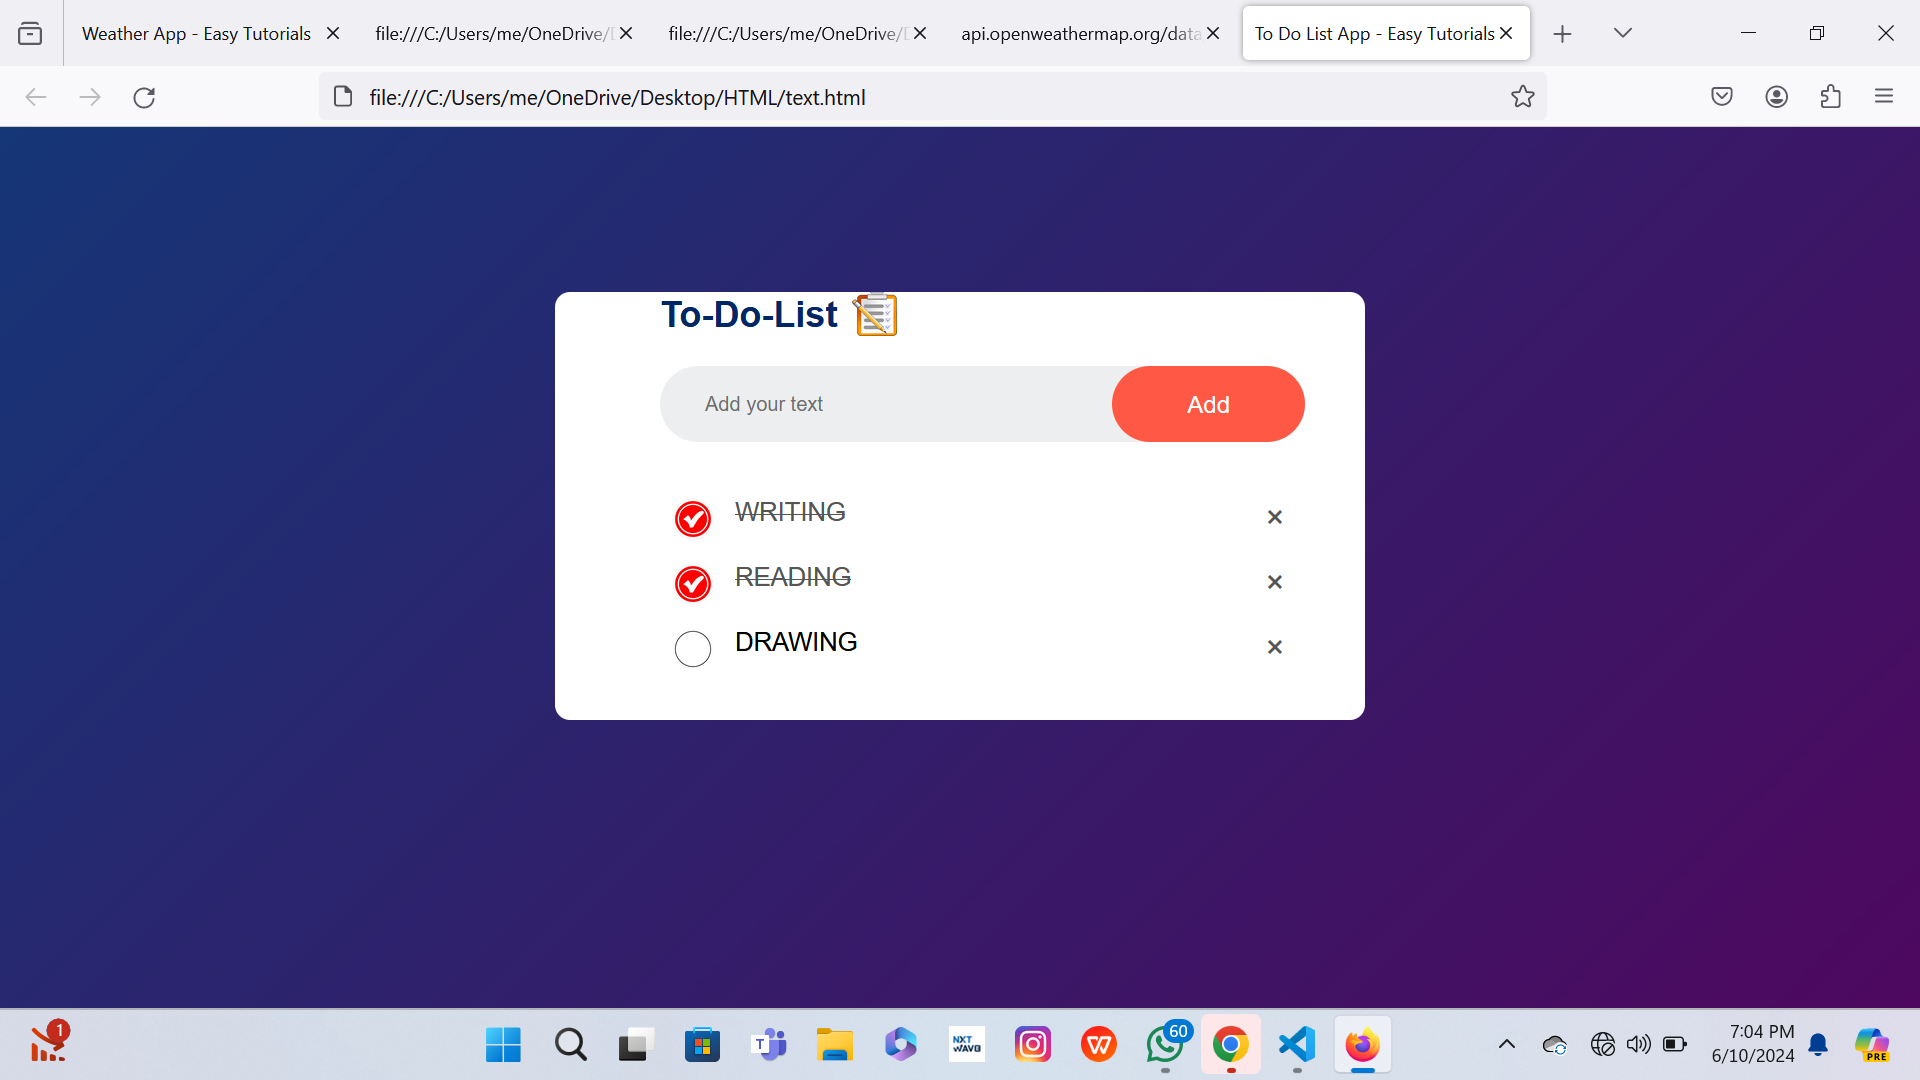 Weather App - Easy Tutorials
file:///C:/Users/me/OneDrive/
file:///C:/Users/me/OneDrive/
api.openweathermap.org/data
To Do List App - Easy Tutorials
file:///C:/Users/me/OneDrive/Desktop/HTML/text.html
To-Do-List
Add your text
Add
WRITING
READING
DRAWING
1
T
NXT
WAVE
W
60
7:04 PM
6/10/2024
PRE